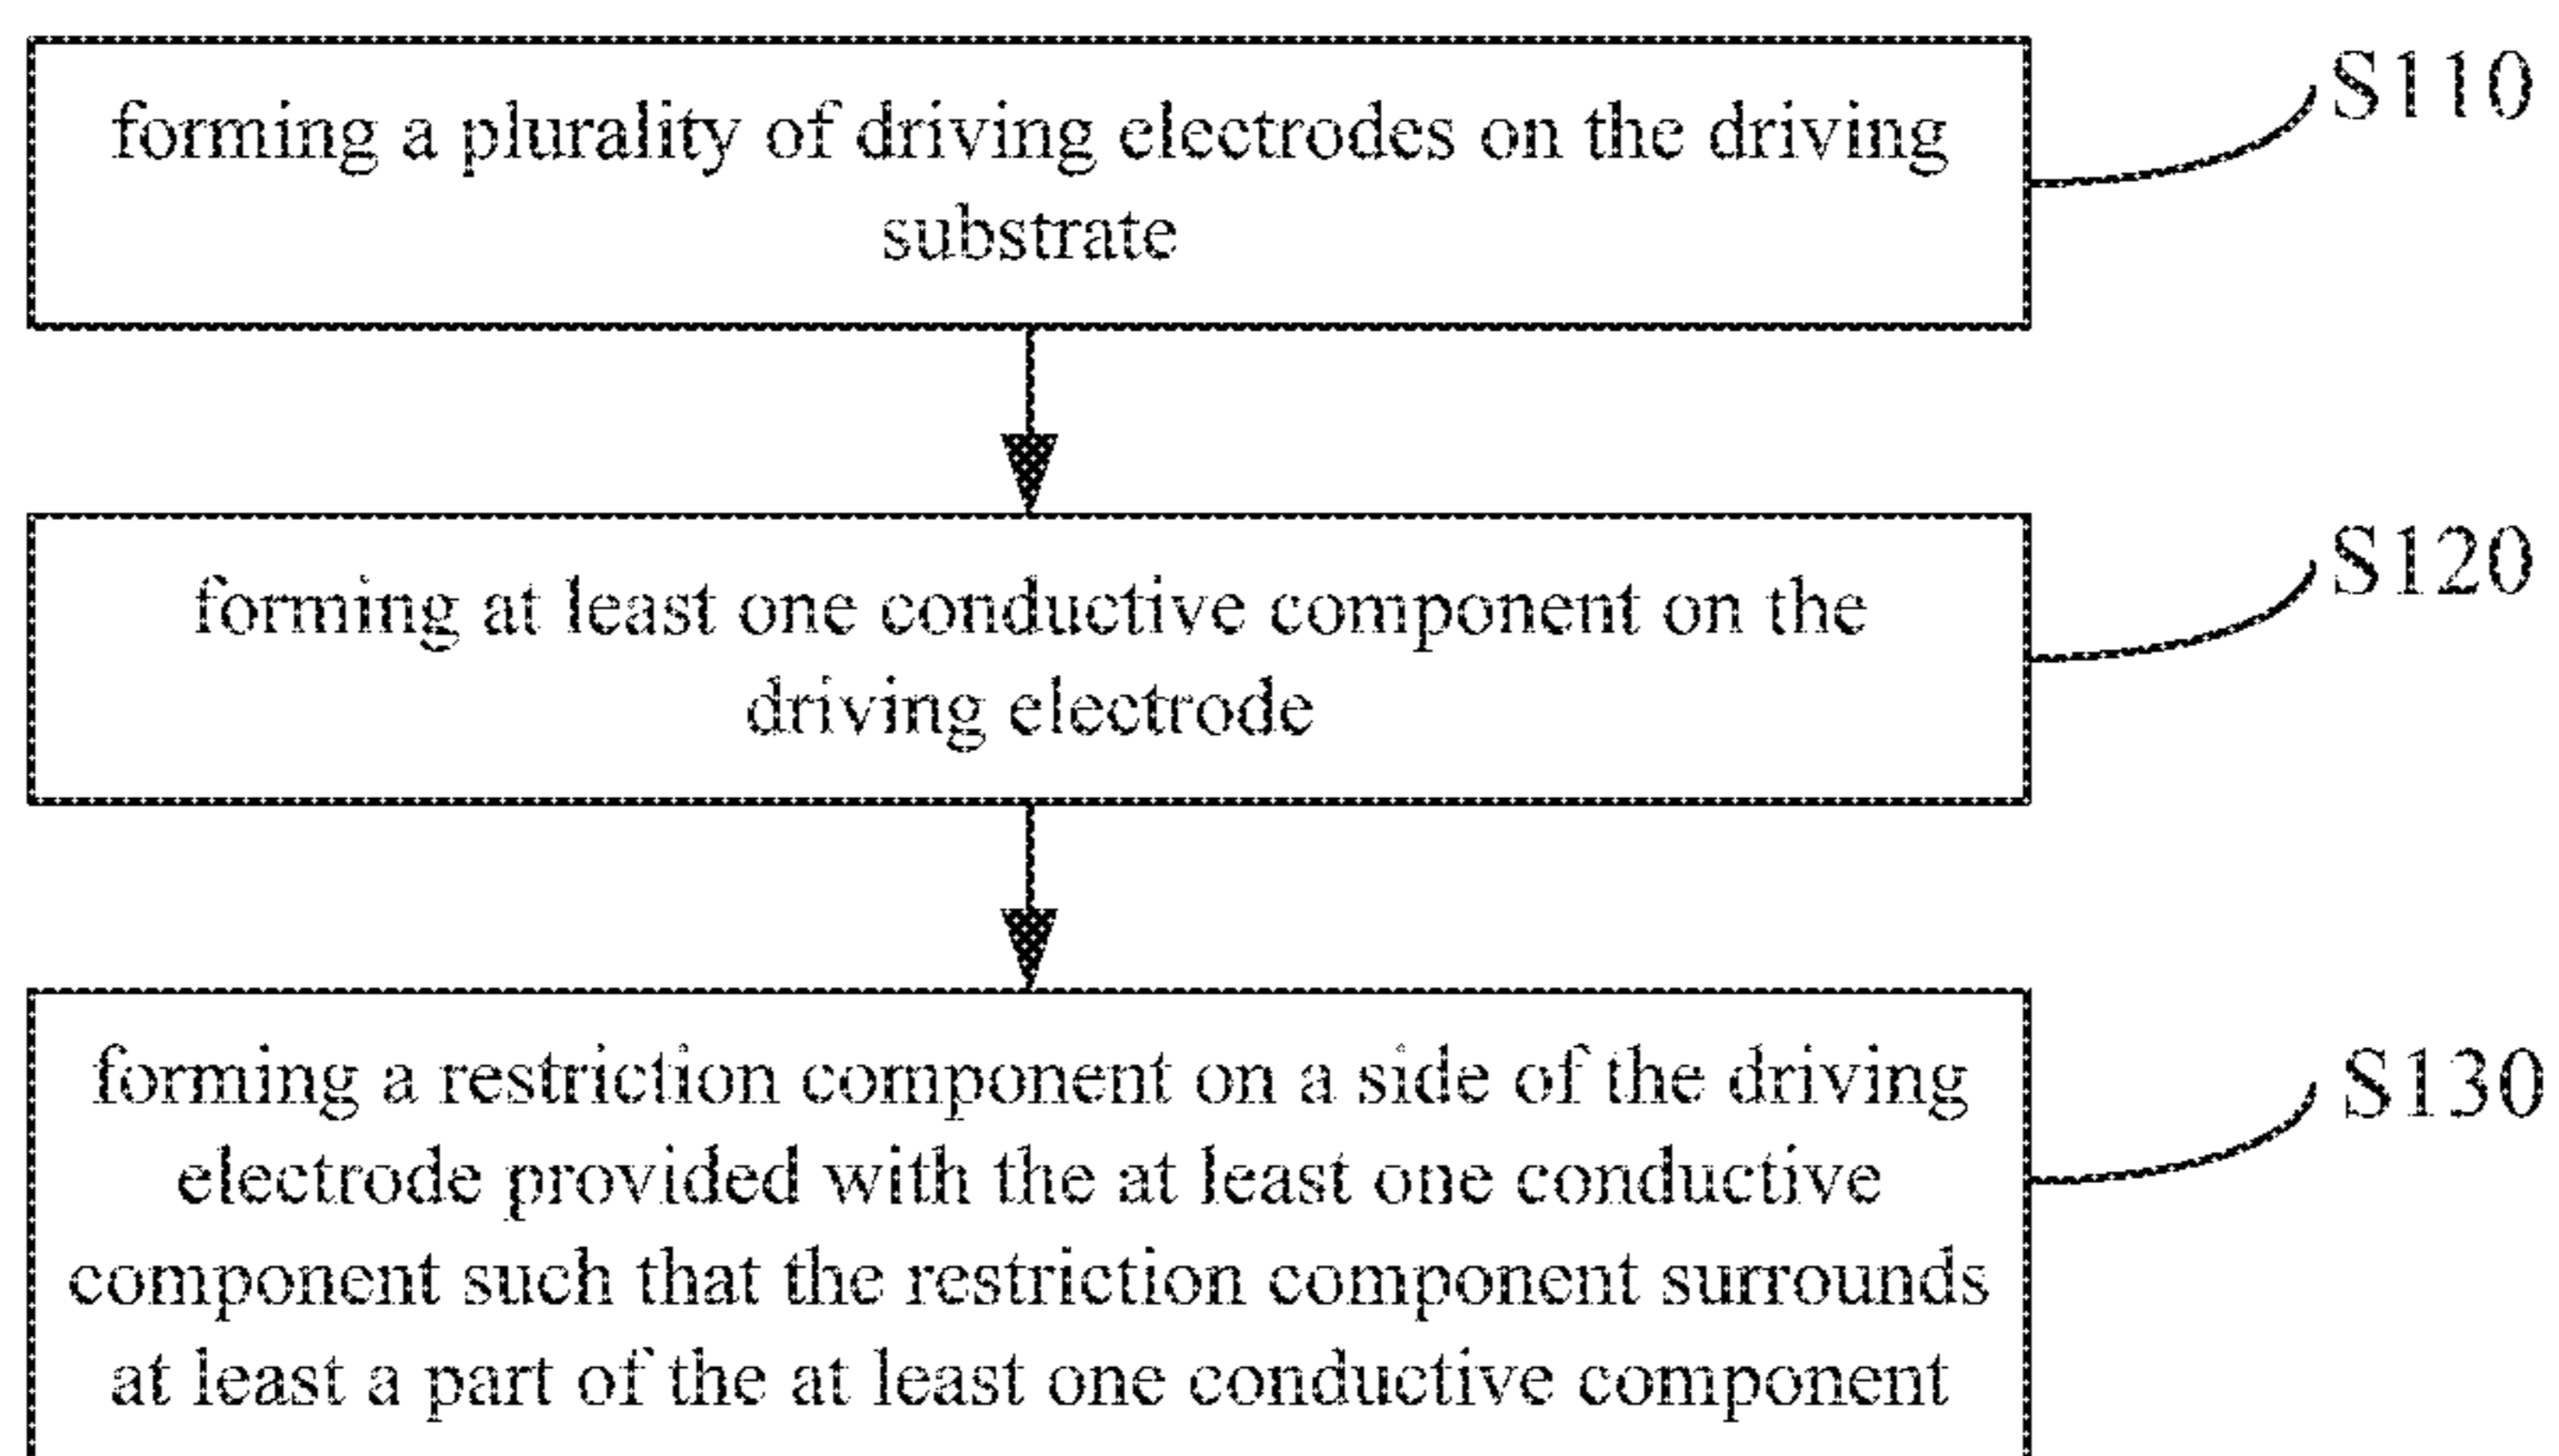 forming a plurality of driving electrodes on the driving
substrate
S110
forming at least one conductive component on the
driving electrode
S120
forming a restriction component on a side of the driving
electrode provided with the at least one conductive
component such that the restriction component surrounds
at least a part of the at least one conductive component
S130